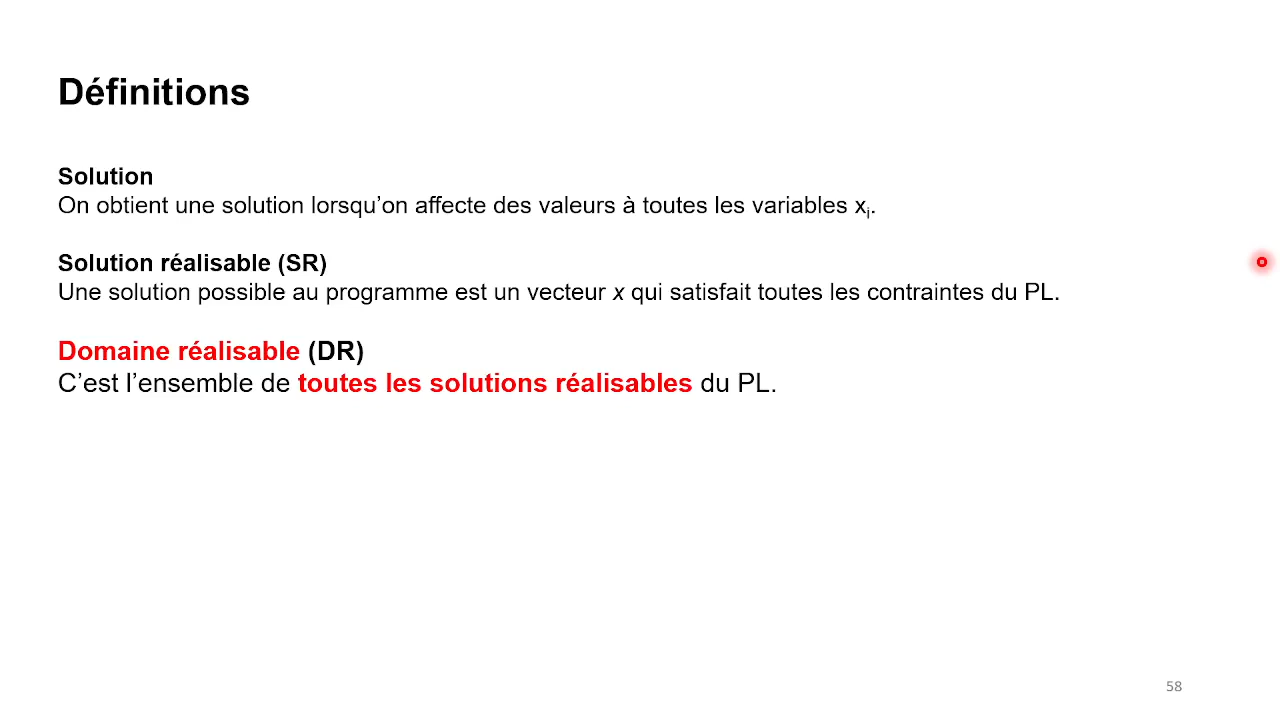 Définitions
Solution
On obtient une solution lorsqu’on affecte des valeurs à toutes les variables xj.
Solution réalisable (SR)
Une solution possible au programme est un vecteur x qui satisfait toutes les contraintes du PL.
Domaine réalisable (DR)
C’est l’ensemble de toutes les solutions réalisables du PL.
58